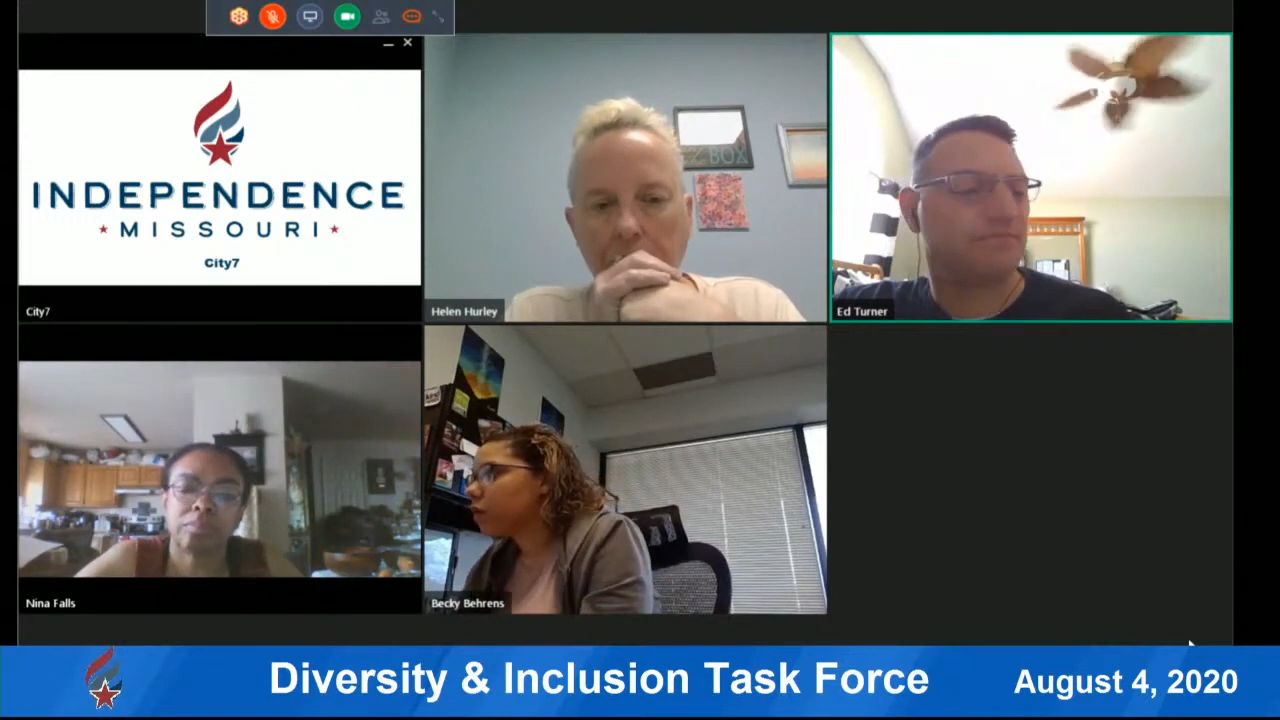 INDEPENDENCE
MISSOURI
City7
City7
BOX
Helen Hurley
Ed Turner
Nina Falls
Becky Behrens
Diversity & Inclusion Task Force
August 4, 2020